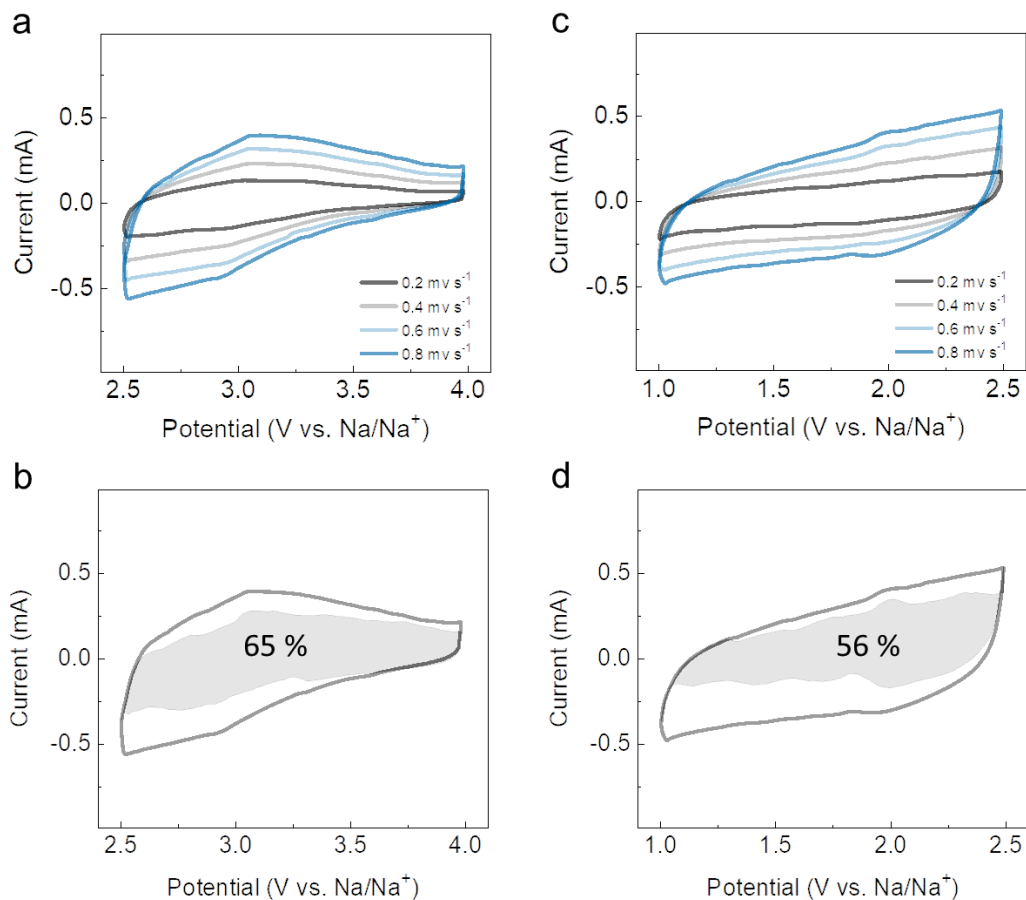 a
0.5
0.0
-0.5
Current (mA)
0.2 mv s⁻¹
0.4 mv s⁻¹
0.6 mv s⁻¹
0.8 mv s⁻¹
2.5 3.0 3.5 4.0
Potential (V vs. Na/Na⁺)
c
0.5
0.0
-0.5
Current (mA)
0.2 mv s⁻¹
0.4 mv s⁻¹
0.6 mv s⁻¹
0.8 mv s⁻¹
1.0 1.5 2.0 2.5
Potential (V vs. Na/Na⁺)
b
0.5
0.0
-0.5
Current (mA)
65 %
2.5 3.0 3.5 4.0
Potential (V vs. Na/Na⁺)
d
0.5
0.0
-0.5
Current (mA)
56 %
1.0 1.5 2.0 2.5
Potential (V vs. Na/Na⁺)